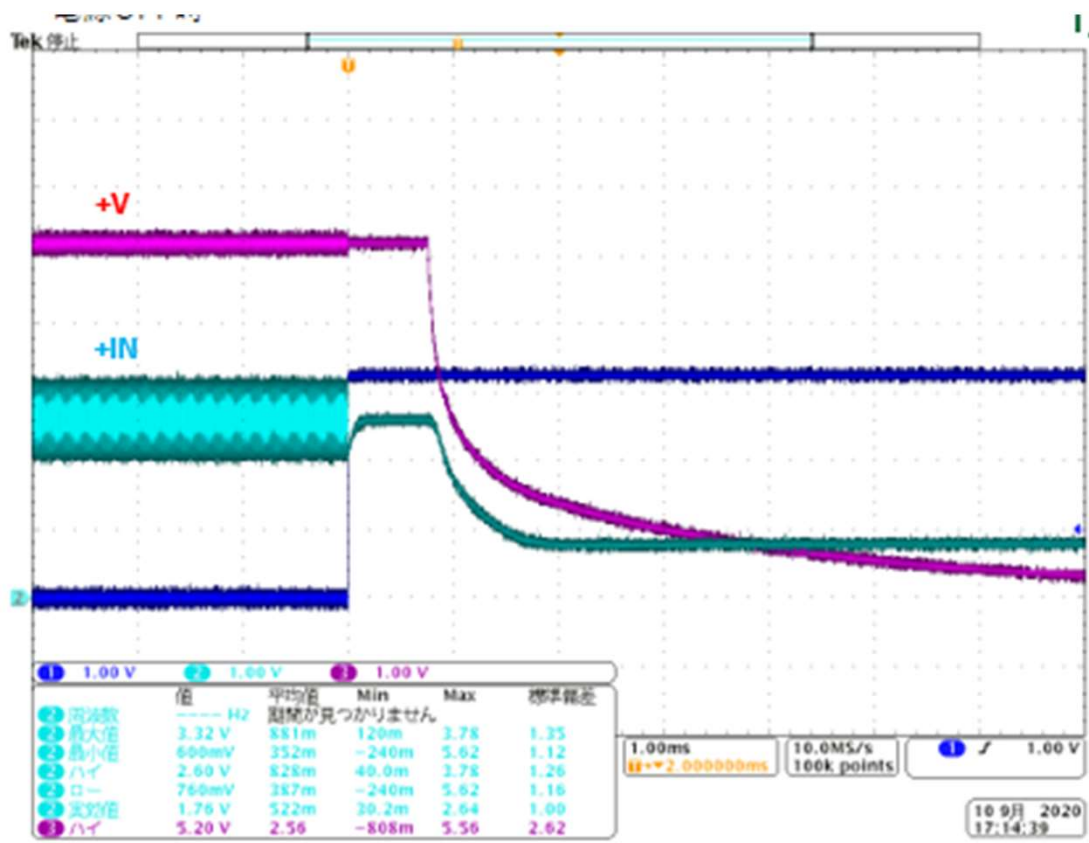 Tek 停止
+V
+IN
1 1.00 V 2 1.00 V 3 1.00 V
値 平均値 Min Max 標準偏差
2 周波数 ---- Hz 期間が見つかりません
2 最大値 3.32 V 881m 120m 3.78 1.35
2 最小値 600mV 352m −240m 5.62 1.12
2 ハイ 2.60 V 828m 40.0m 3.78 1.26
2 ロー 760mV 387m −240m 5.62 1.16
2 実効値 1.76 V 522m 30.2m 2.64 1.00
3 ハイ 5.20 V 2.56 −808m 5.56 2.62
1.00ms 10.0MS/s 1 1.00 V
2.000000ms 100k points
10 9月 2020
17:14:39